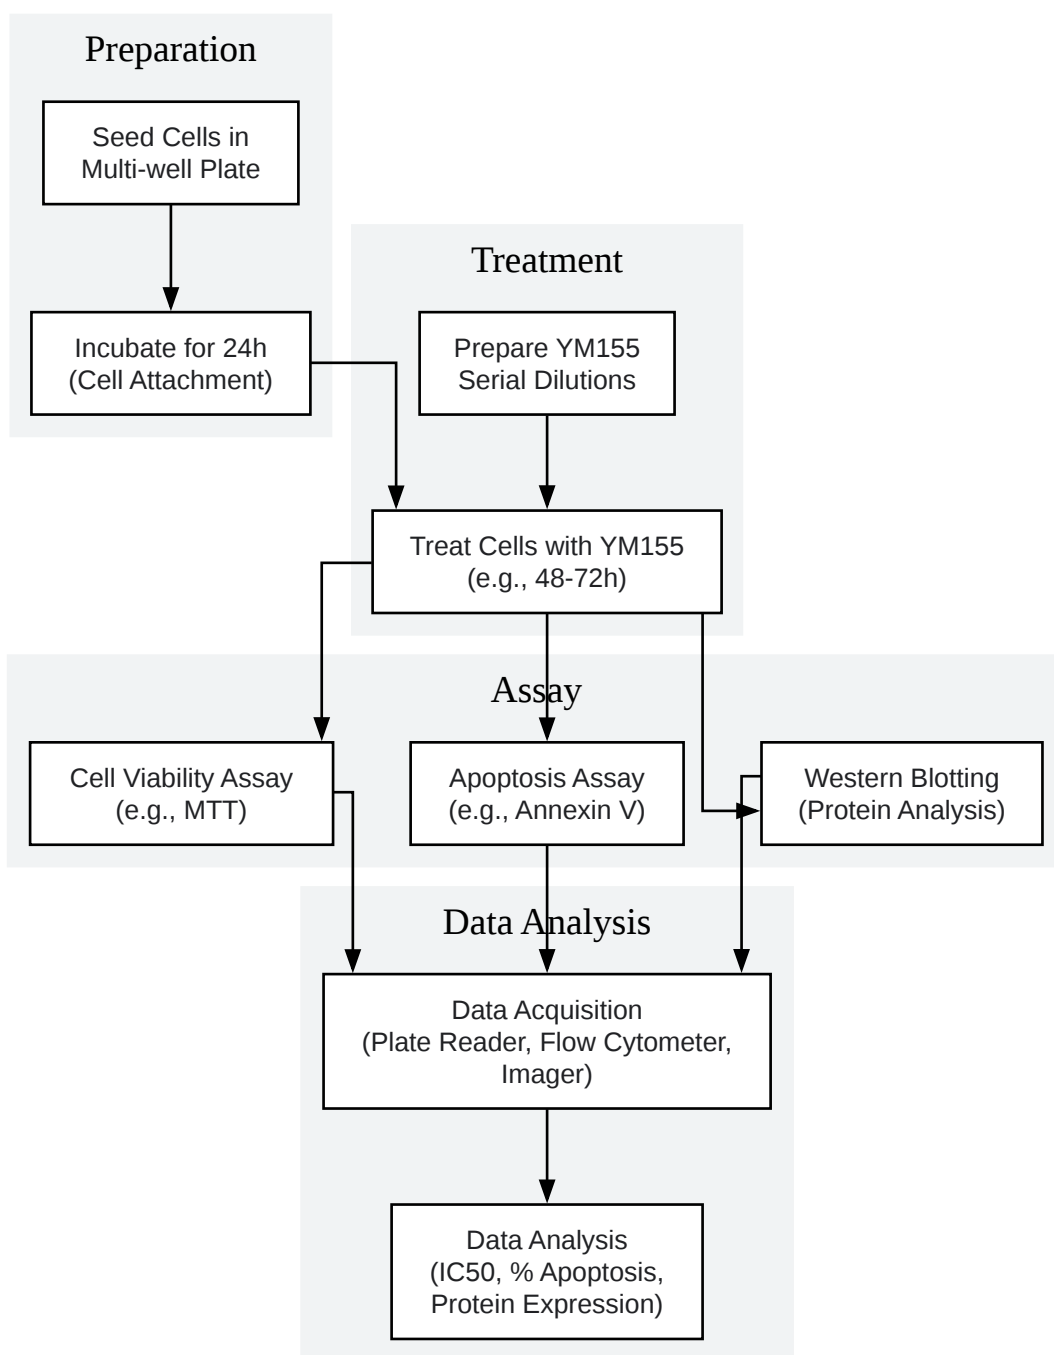 Preparation
Seed Cells in
Multi-well Plate
Incubate for 24h
(Cell Attachment)
Treatment
Prepare YM155
Serial Dilutions
Treat Cells with YM155
(e.g., 48-72h)
Assay
Cell Viability Assay
(e.g., MTT)
Apoptosis Assay
(e.g., Annexin V)
Western Blotting
(Protein Analysis)
Data Analysis
Data Acquisition
(Plate Reader, Flow Cytometer,
Imager)
Data Analysis
(IC50, % Apoptosis,
Protein Expression)